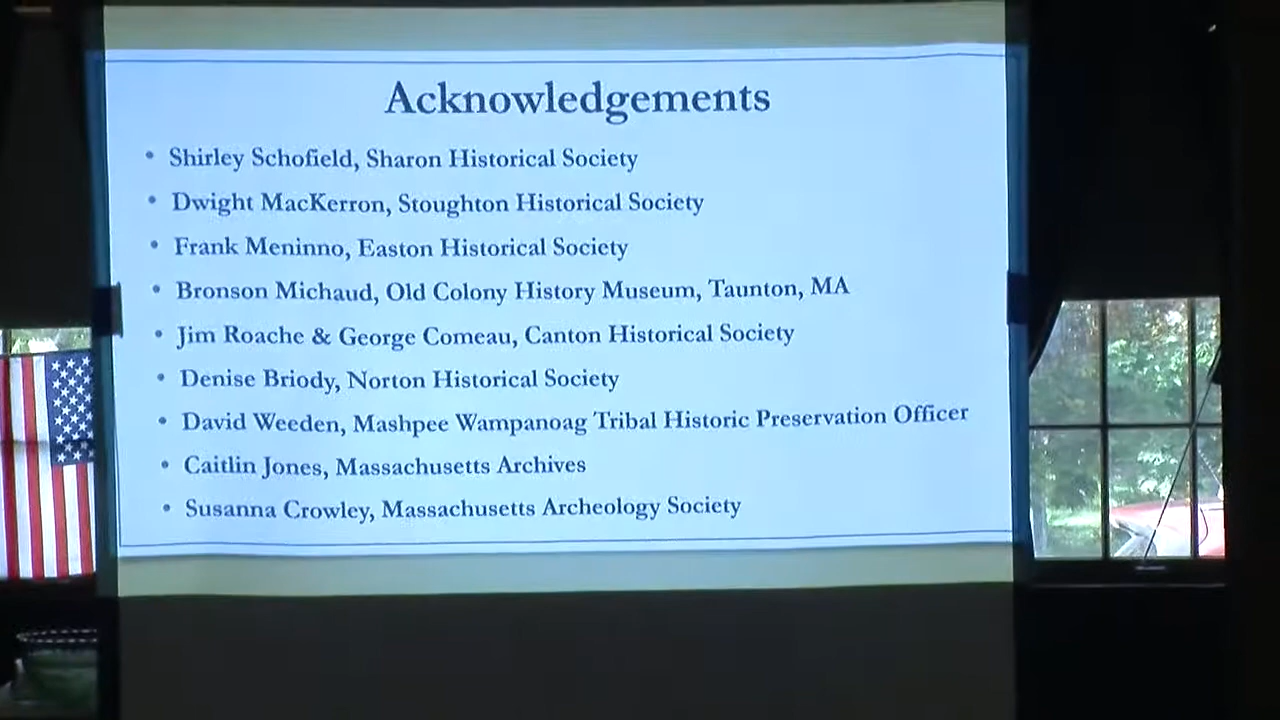 Acknowledgements
• Shirley Schofield, Sharon Historical Society
• Dwight MacKerron, Stoughton Historical Society
• Frank Meninno, Easton Historical Society
• Bronson Michaud, Old Colony History Museum, Taunton, MA
• Jim Roache & George Comeau, Canton Historical Society
• Denise Briody, Norton Historical Society
• David Weeden, Mashpee Wampanoag Tribal Historic Preservation Officer
• Caitlin Jones, Massachusetts Archives
• Susanna Crowley, Massachusetts Archeology Society